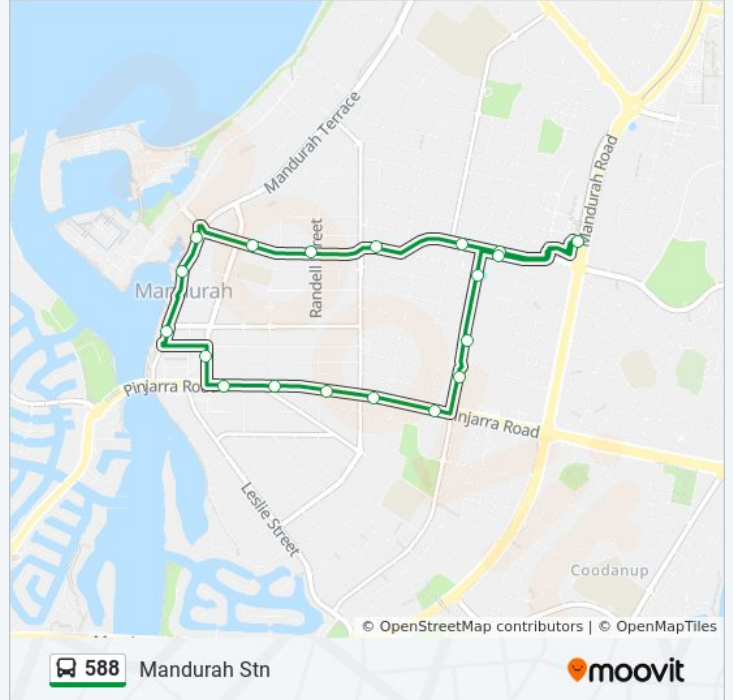 Mandurah Terrace
Mandurah Road
Randell Street
Mandurah
Pinjarra Road
Pinjarra Road
Leslie Street
Coodanup
© OpenStreetMap contributors | © OpenMapTiles
588 Mandurah Stn
moovit